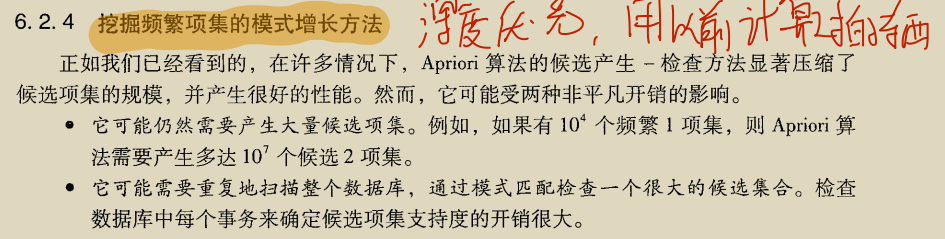 6.2.4 挖掘频繁项集的模式增长方法 深度优先,用以前计算过的东西
正如我们已经看到的,在许多情况下,Apriori 算法的候选产生 – 检查方法显著压缩了
候选项集的规模,并产生很好的性能。然而,它可能受两种非平凡开销的影响。
● 它可能仍然需要产生大量候选项集。例如,如果有 10⁴ 个频繁 1 项集,则 Apriori 算
法需要产生多达 10⁷ 个候选 2 项集。
● 它可能需要重复地扫描整个数据库,通过模式匹配检查一个很大的候选集合。检查
数据库中每个事务来确定候选项集支持度的开销很大。